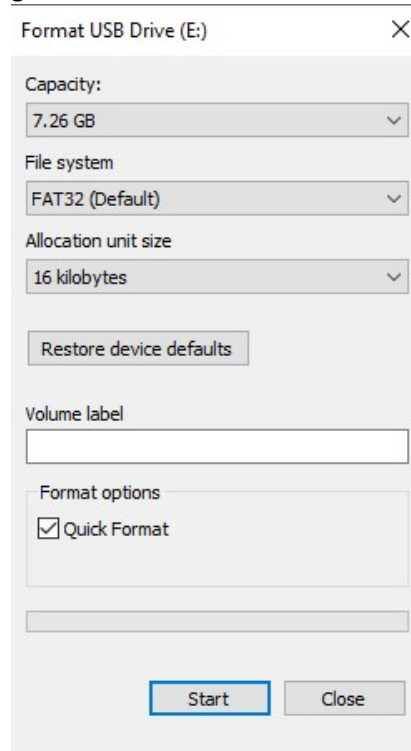 Format USB Drive (E:)
Capacity:
7.26 GB
File system
FAT32 (Default)
Allocation unit size
16 kilobytes
Restore device defaults
Volume label
Format options
Quick Format
Start Close